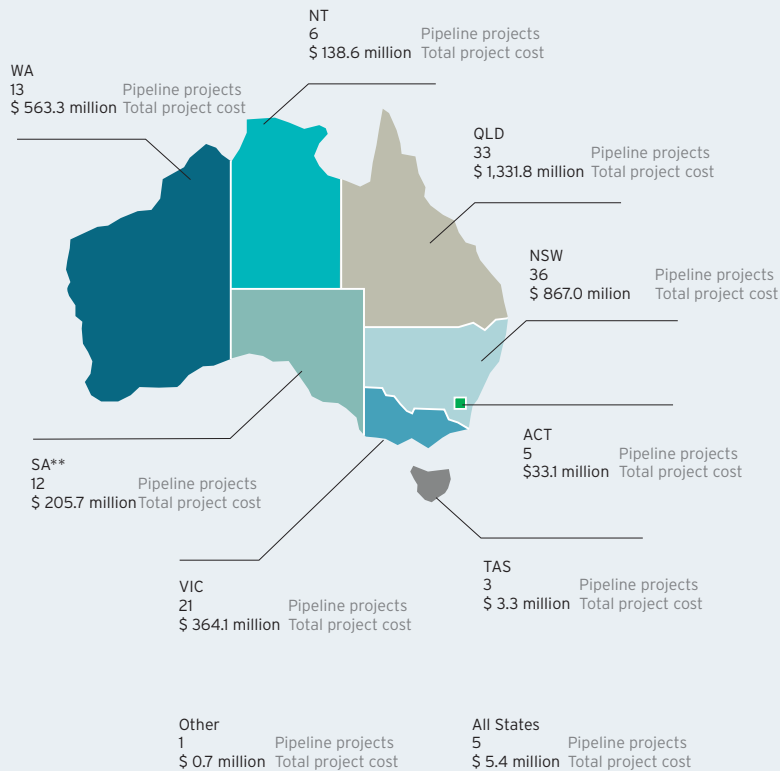 NT
6 Pipeline projects
$ 138.6 million Total project cost
WA
13 Pipeline projects
$ 563.3 million Total project cost
QLD
33 Pipeline projects
$ 1,331.8 million Total project cost
NSW
36 Pipeline projects
$ 867.0 milion Total project cost
ACT
5 Pipeline projects
$33.1 million Total project cost
SA**
12 Pipeline projects
$ 205.7 million Total project cost
TAS
3 Pipeline projects
$ 3.3 million Total project cost
VIC
21 Pipeline projects
$ 364.1 million Total project cost
Other
1 Pipeline projects
$ 0.7 million Total project cost
All States
5 Pipeline projects
$ 5.4 million Total project cost